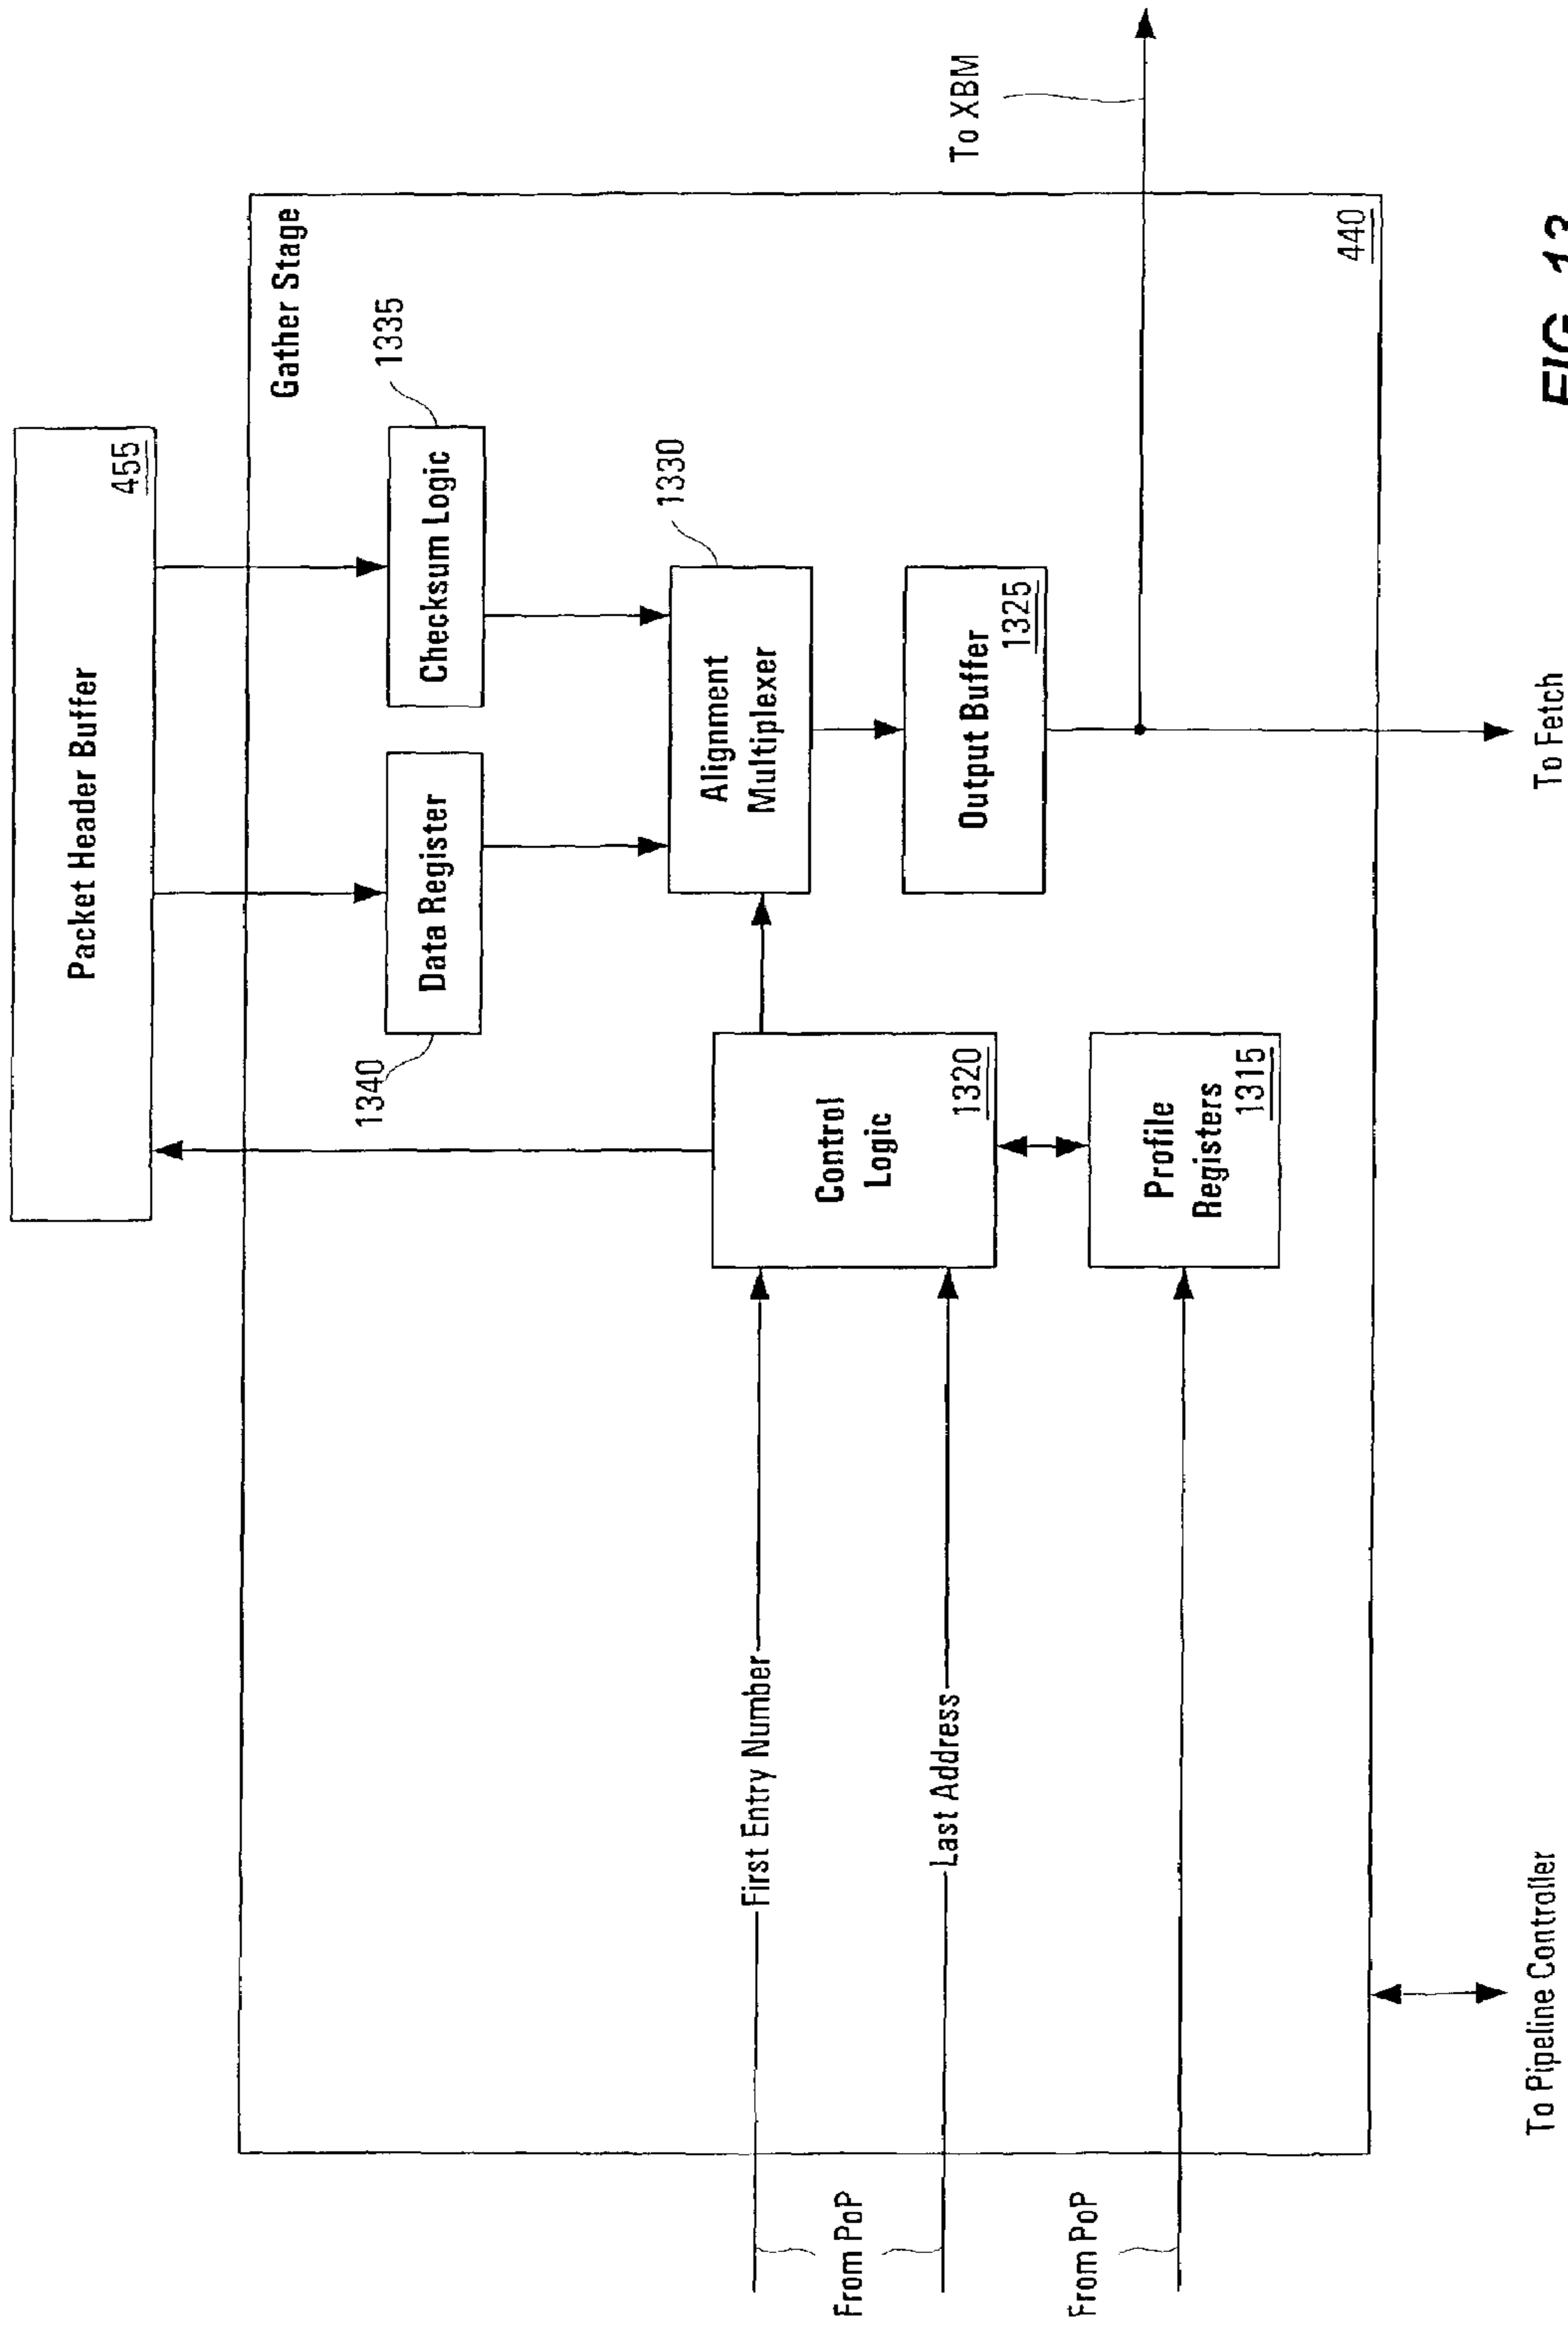 Packet Header Buffer
455
Gather Stage
Data Register
1340
Checksum Logic
1335
Alignment
Multiplexer
1330
Control
Logic
1320
Output Buffer
1325
Profile
Registers
1315
First Entry Number
Last Address
From PoP
From PoP
To XBM
440
To Pipeline Controller
To Fetch
FIG. 13